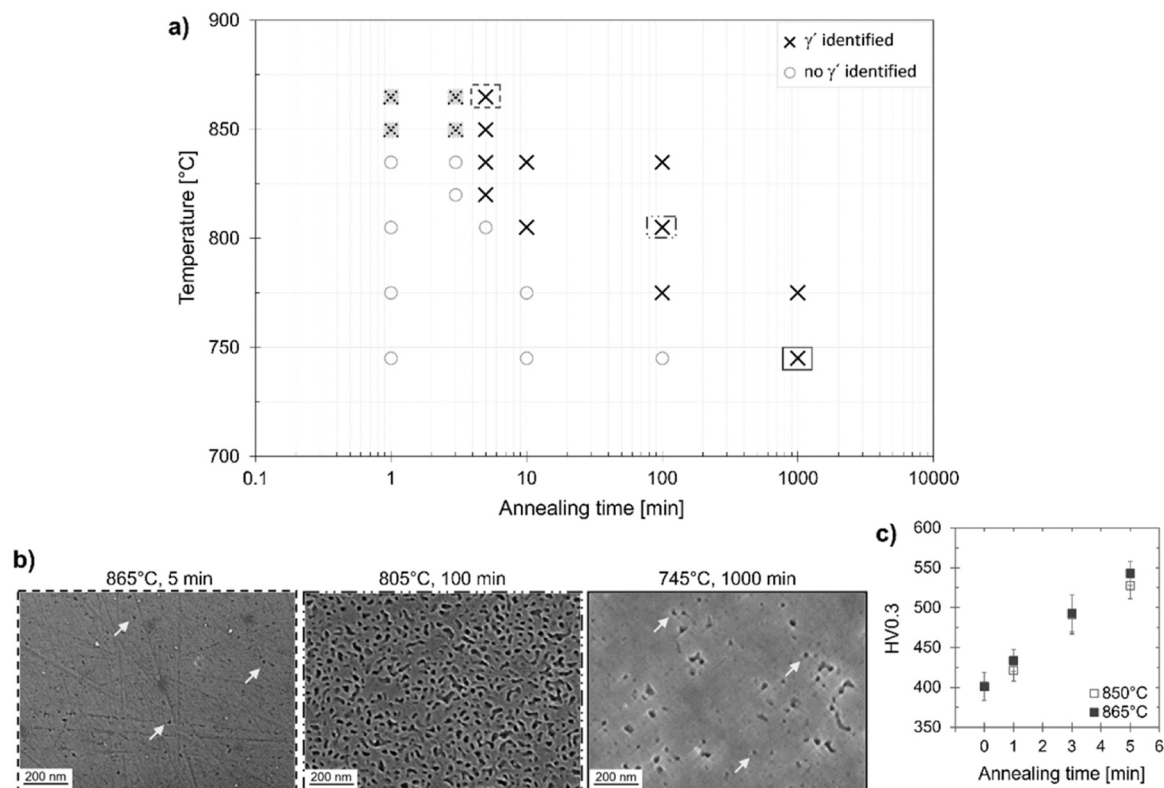 a)
900
850
800
750
700
Temperature [°C]
0.1 1 10 100 1000 10000
Annealing time [min]
γ′ identified
no γ′ identified
b)
865°C, 5 min
805°C, 100 min
745°C, 1000 min
200 nm
200 nm
200 nm
c)
600
550
500
450
400
350
HV0.3
850°C
865°C
0 1 2 3 4 5 6
Annealing time [min]